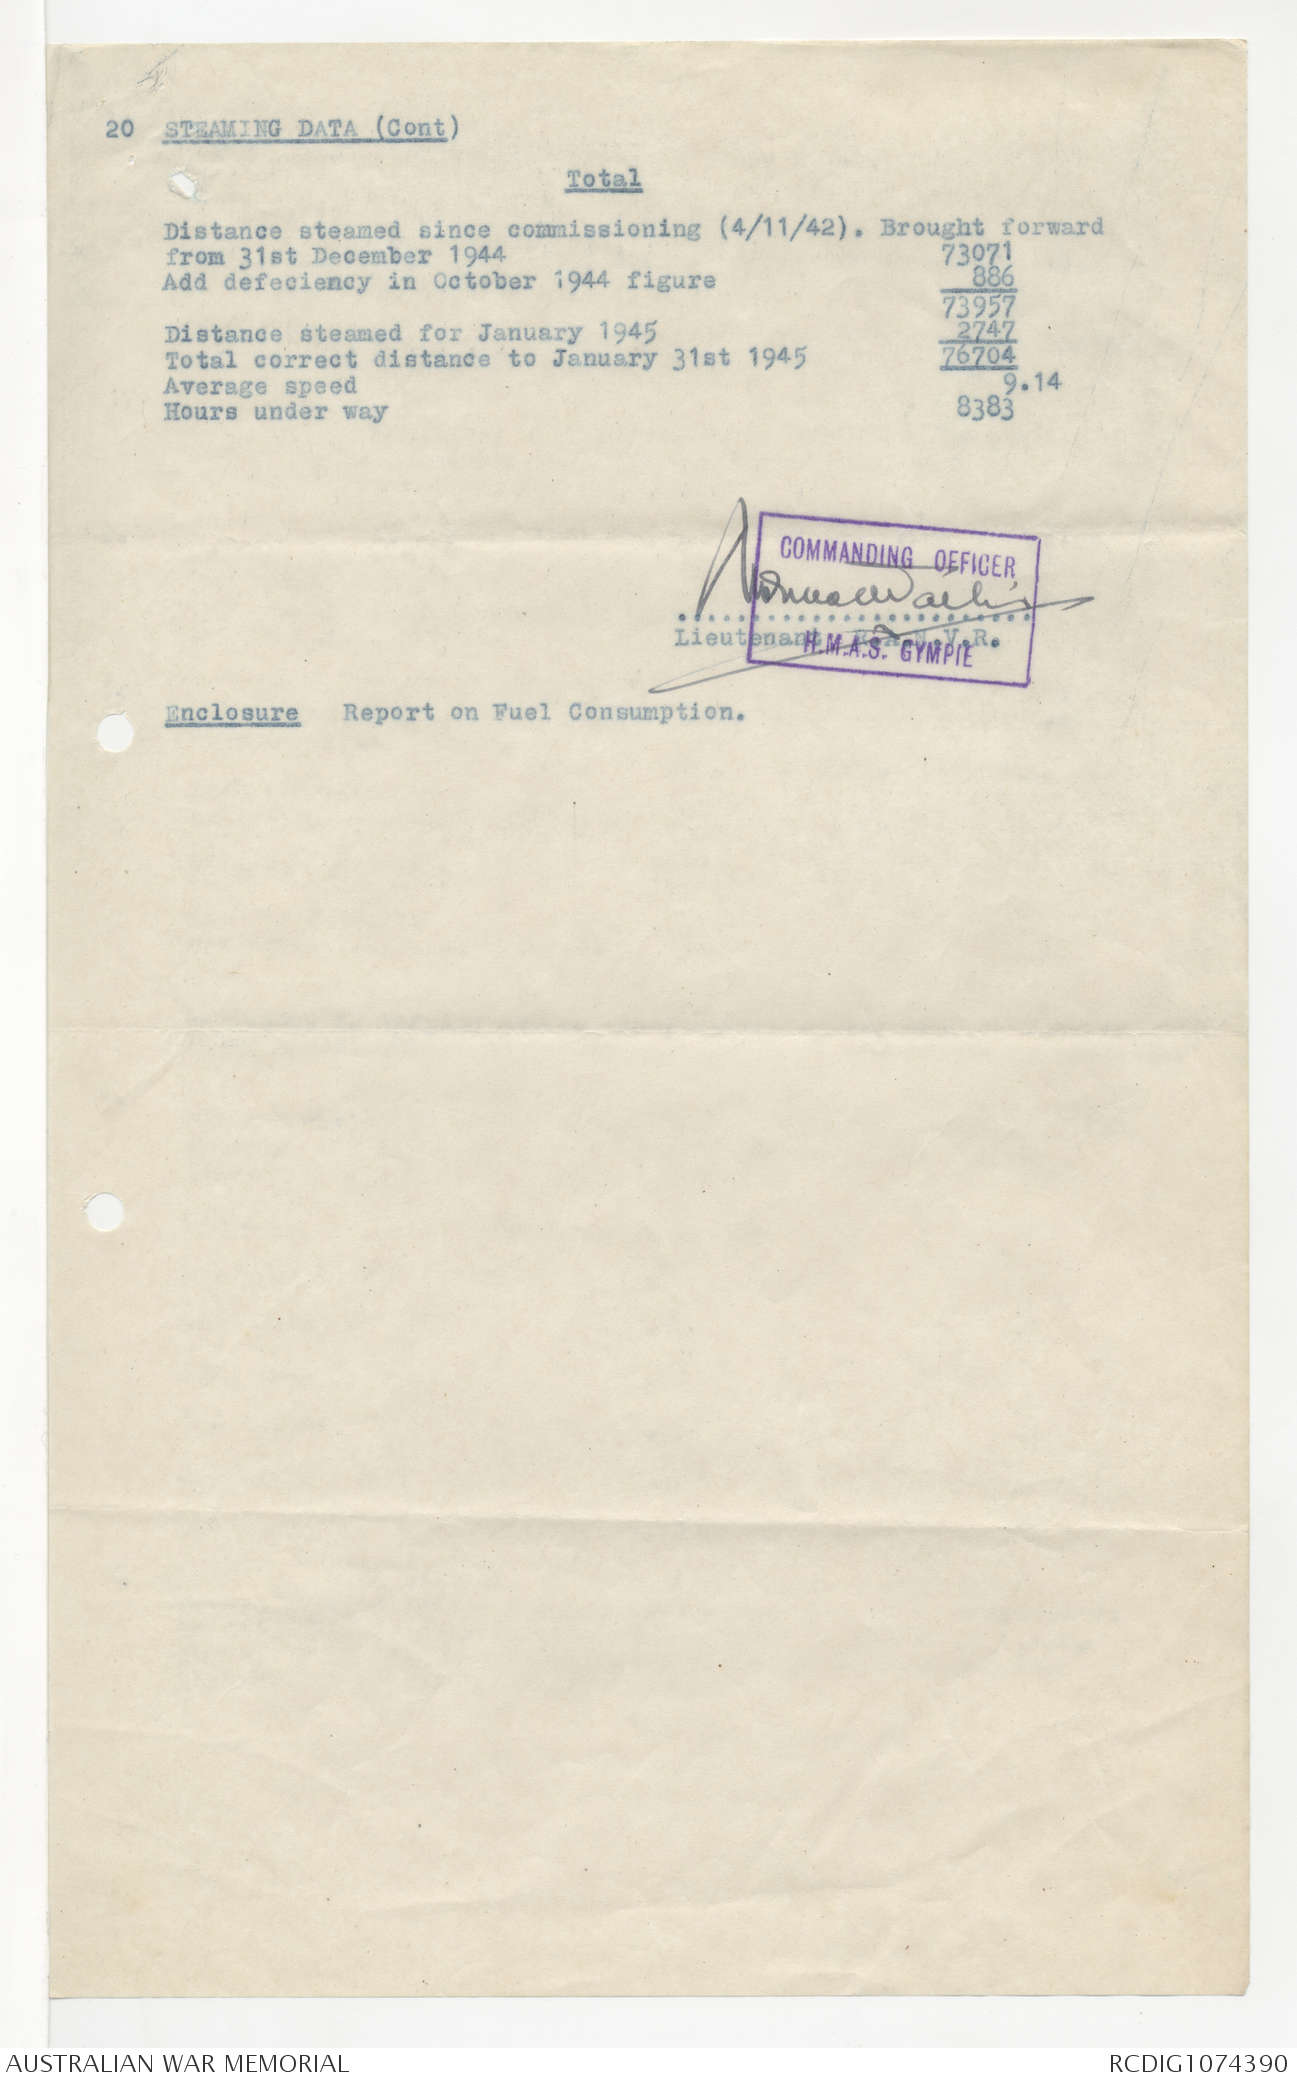 4
20 STEAMING DATA (Cont)
Total
Distance steamed since commissioning (4/11/42). Brought forward
from 31st December 1944 73071
Add defeciency in October 1944 figure 886
73957
Distance steamed for January 1945 2747
Total correct distance to January 31st 1945 76704
Average speed 9.14
Hours under way 8383
COMMANDING OFFICER
Lieutenant, R.A.N.V.R.
H.M.A.S. GYMPIE
Enclosure Report on Fuel Consumption.
AUSTRALIAN WAR MEMORIAL RCDIG1074390